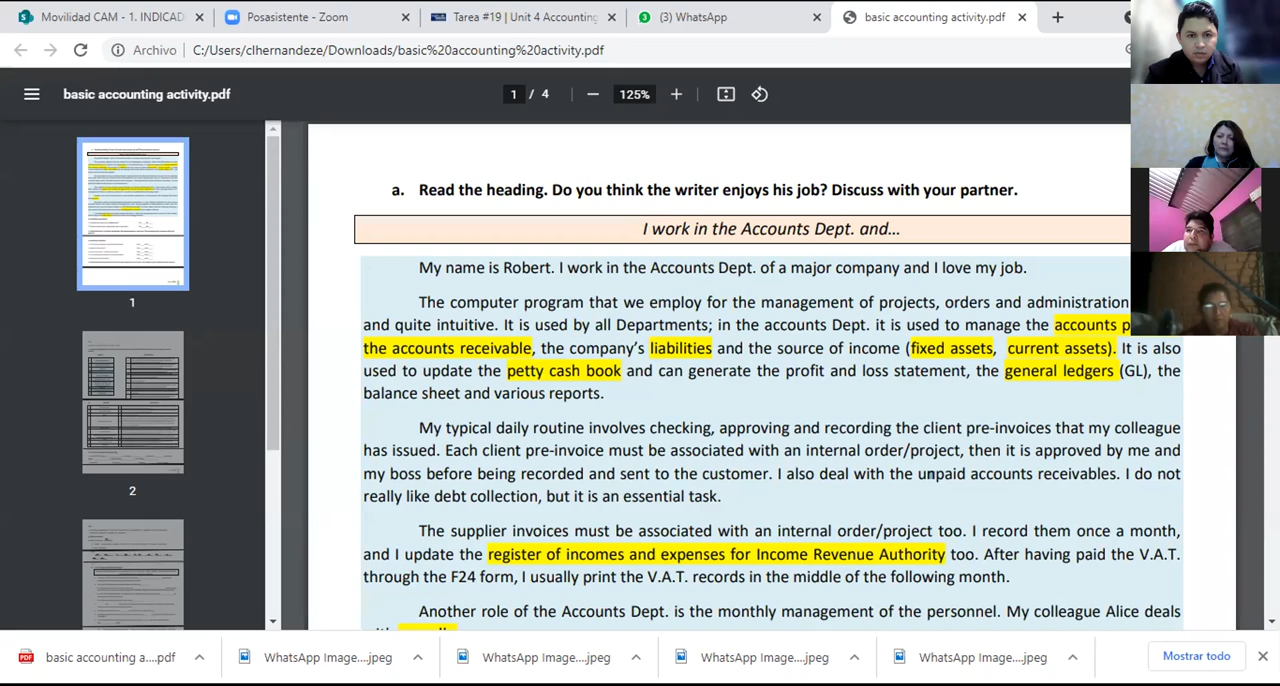 Movilidad CAM - 1. INDICAD
Posasistente - Zoom
Tarea #19 | Unit 4 Accounting
(3) WhatsApp
basic accounting activity.pdf
Archivo | C:/Users/clhernandeze/Downloads/basic%20accounting%20activity.pdf
basic accounting activity.pdf
1 / 4
125%
a. Read the heading. Do you think the writer enjoys his job? Discuss with your partner.
I work in the Accounts Dept. and...
My name is Robert. I work in the Accounts Dept. of a major company and I love my job.
The computer program that we employ for the management of projects, orders and administration
and quite intuitive. It is used by all Departments; in the accounts Dept. it is used to manage the accounts p
the accounts receivable, the company's liabilities and the source of income (fixed assets, current assets). It is also
used to update the petty cash book and can generate the profit and loss statement, the general ledgers (GL), the
balance sheet and various reports.
My typical daily routine involves checking, approving and recording the client pre-invoices that my colleague
has issued. Each client pre-invoice must be associated with an internal order/project, then it is approved by me and
my boss before being recorded and sent to the customer. I also deal with the unpaid accounts receivables. I do not
really like debt collection, but it is an essential task.
The supplier invoices must be associated with an internal order/project too. I record them once a month,
and I update the register of incomes and expenses for Income Revenue Authority too. After having paid the V.A.T.
through the F24 form, I usually print the V.A.T. records in the middle of the following month.
Another role of the Accounts Dept. is the monthly management of the personnel. My colleague Alice deals
1
2
basic accounting a....pdf
WhatsApp Image....jpeg
WhatsApp Image....jpeg
WhatsApp Image....jpeg
WhatsApp Image....jpeg
Mostrar todo